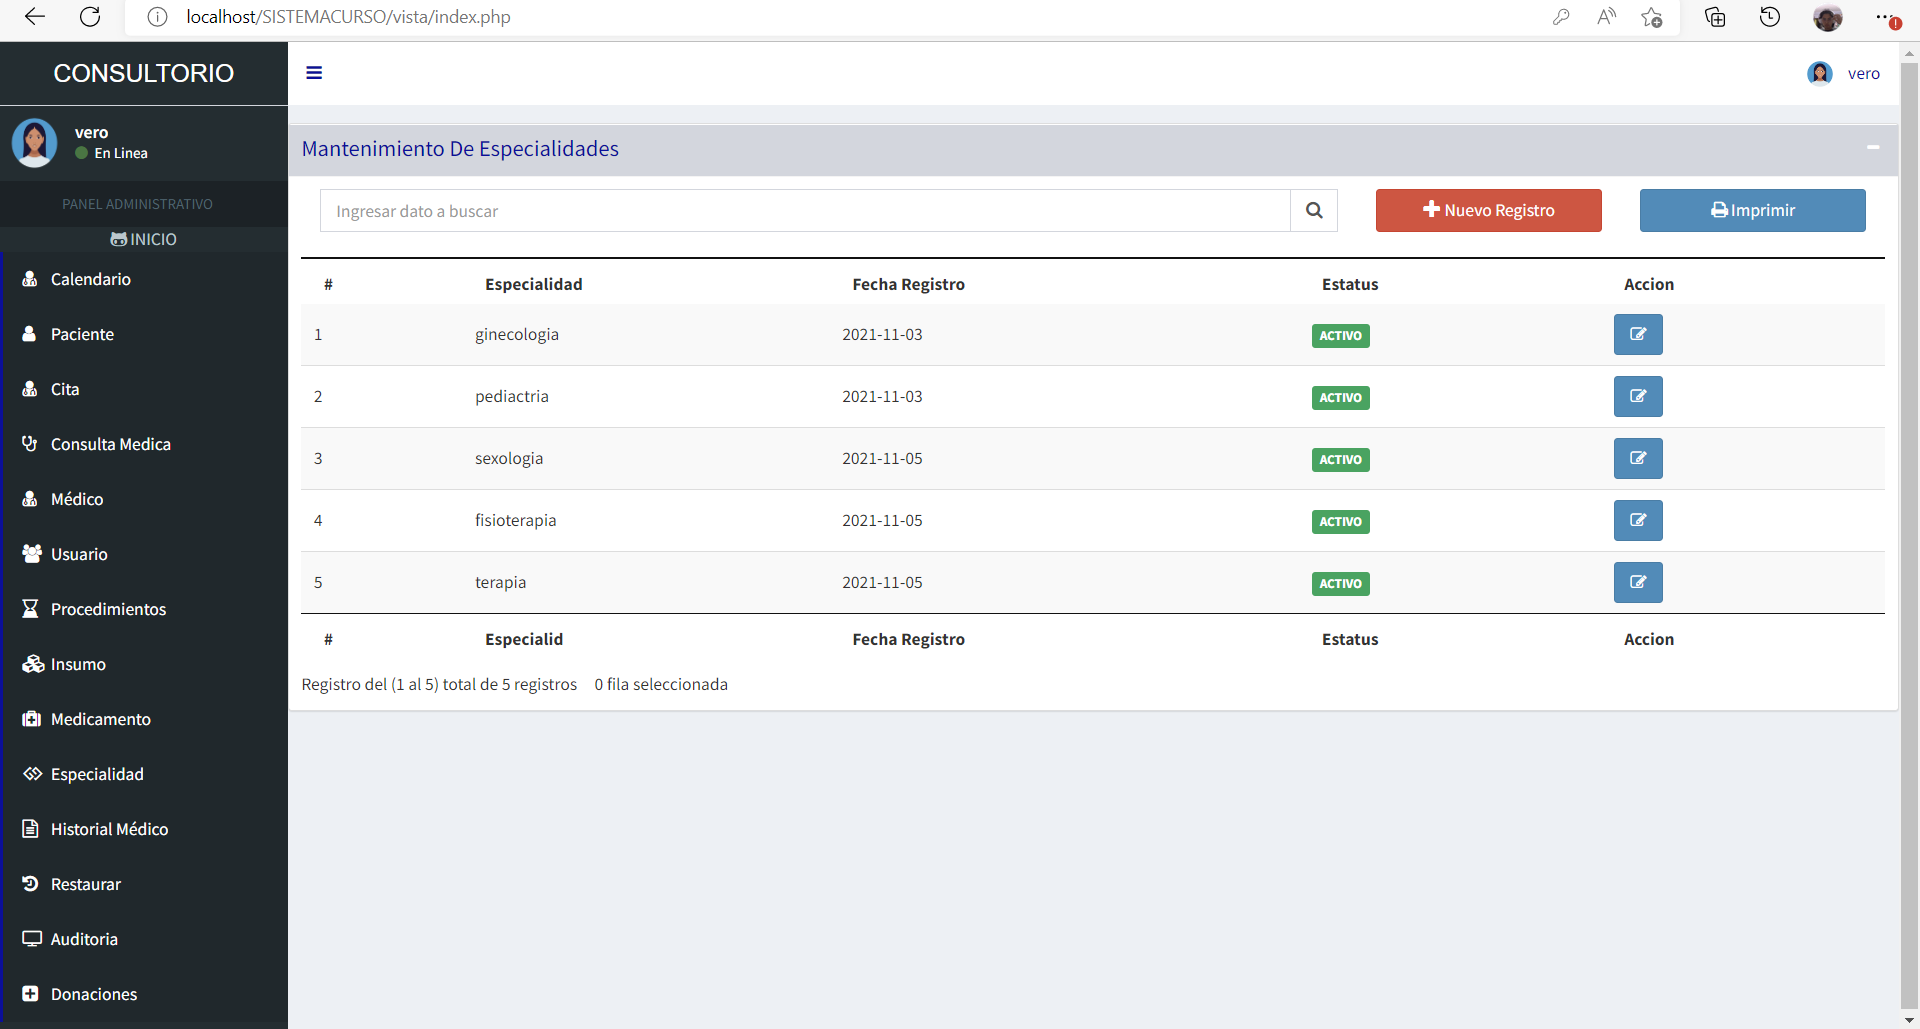 localhost/SISTEMACURSO/vista/index.php
CONSULTORIO
vero
vero
En Linea
PANEL ADMINISTRATIVO
INICIO
Calendario
Paciente
Cita
Consulta Medica
Médico
Usuario
Procedimientos
Insumo
Medicamento
Especialidad
Historial Médico
Restaurar
Auditoria
Donaciones
Mantenimiento De Especialidades
Ingresar dato a buscar
Nuevo Registro
Imprimir
# Especialidad Fecha Registro Estatus Accion
1 ginecologia 2021-11-03 ACTIVO
2 pediactria 2021-11-03 ACTIVO
3 sexologia 2021-11-05 ACTIVO
4 fisioterapia 2021-11-05 ACTIVO
5 terapia 2021-11-05 ACTIVO
# Especialid Fecha Registro Estatus Accion
Registro del (1 al 5) total de 5 registros 0 fila seleccionada